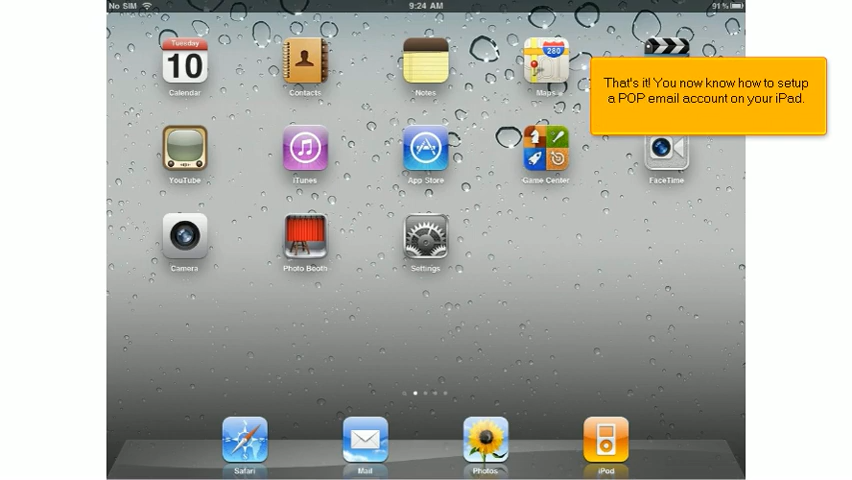 No SIM 9:24 AM 91%
Tuesday
10
280
Calendar Contacts Notes Maps
That's it! You now know how to setup
a POP email account on your iPad.
YouTube iTunes App Store Game Center FaceTime
Camera Photo Booth Settings
Safari Mail Photos iPod